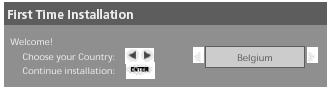 First Time Installation
Welcome!
Choose your Country: Belgium
Continue installation: ENTER